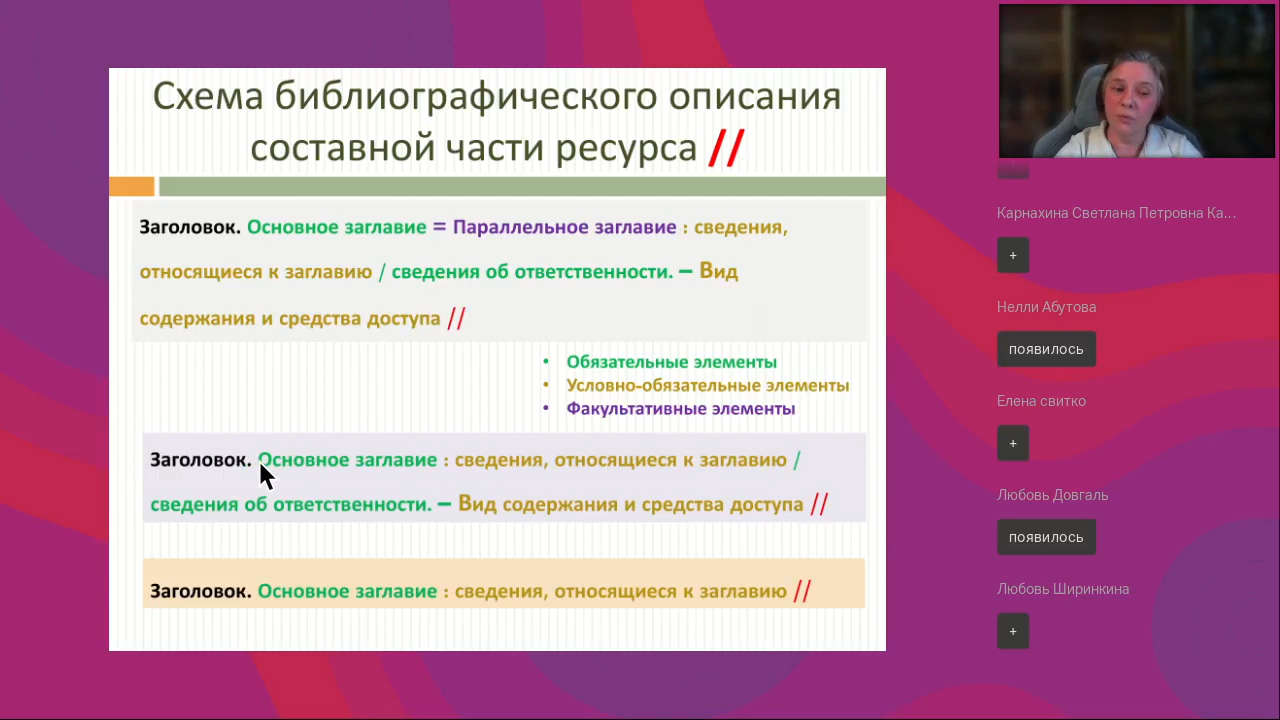 Схема библиографического описания
составной части ресурса //
Заголовок. Основное заглавие = Параллельное заглавие : сведения,
относящиеся к заглавию / сведения об ответственности. – Вид
содержания и средства доступа //
• Обязательные элементы
• Условно-обязательные элементы
• Факультативные элементы
Заголовок. Основное заглавие : сведения, относящиеся к заглавию /
сведения об ответственности. – Вид содержания и средства доступа //
Заголовок. Основное заглавие : сведения, относящиеся к заглавию //
Карнахина Светлана Петровна Ка...
+
Нелли Абутова
появилось
Елена свитко
+
Любовь Довгаль
появилось
Любовь Ширинкина
+